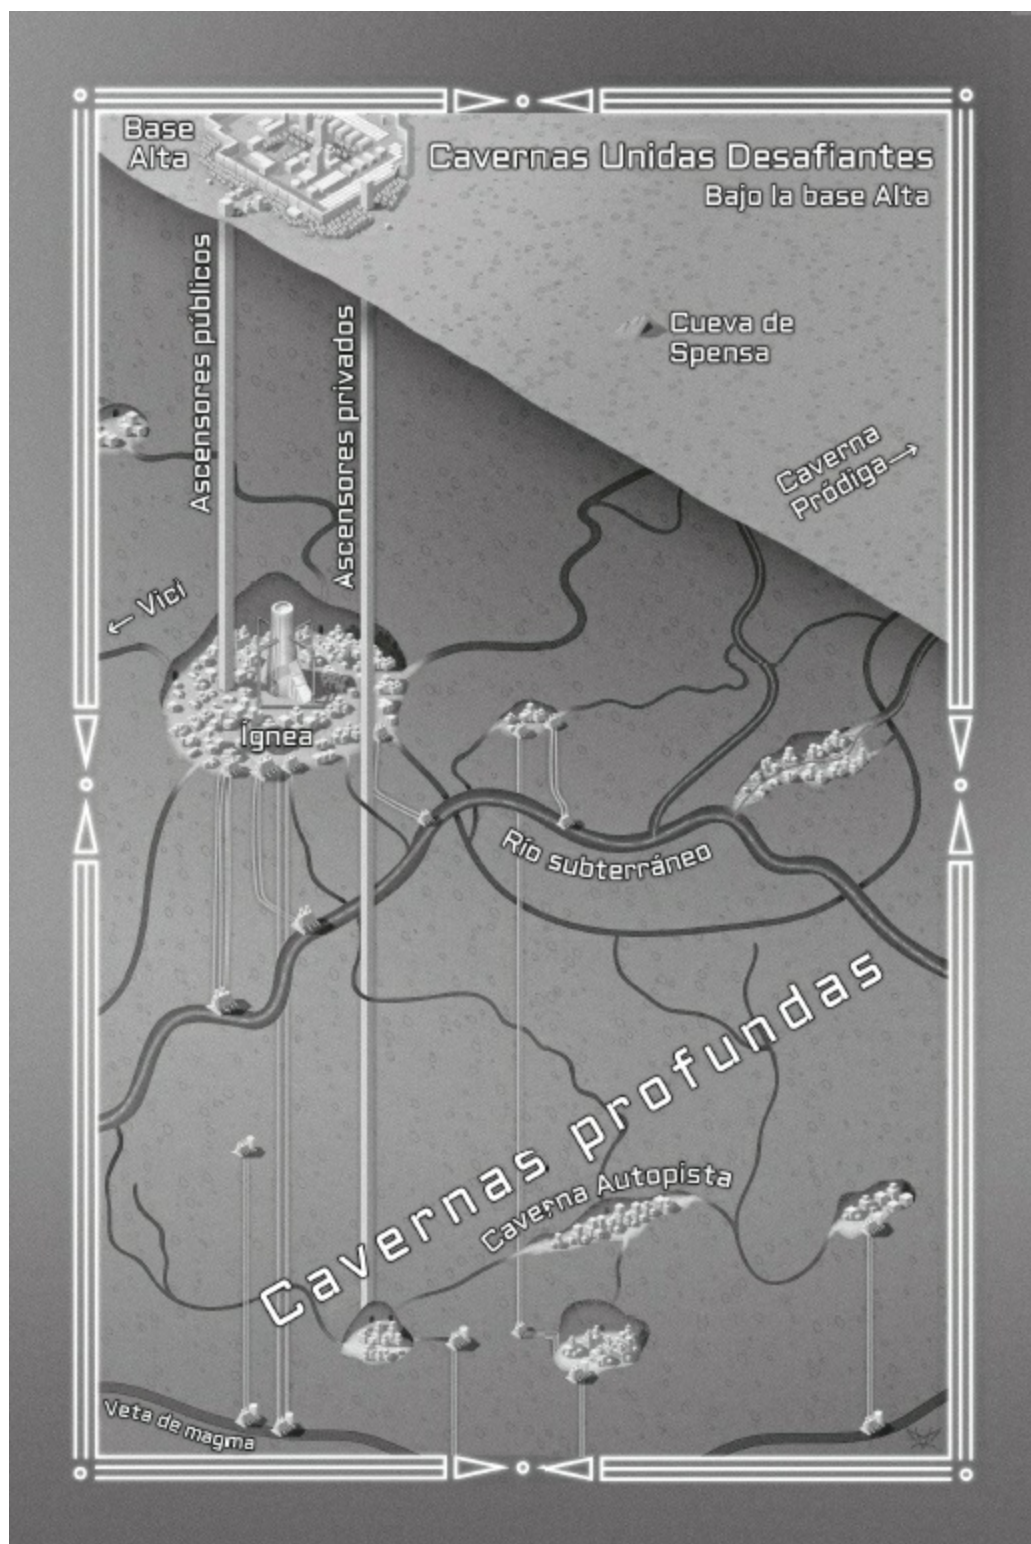 Base
Alta
Cavernas Unidas Desafiantes
Bajo la base Alta
Ascensores públicos
Ascensores privados
Cueva de
Spensa
Caverna
Pródiga→
← Vici
Ígnea
Río subterráneo
Cavernas profundas
Caverna Autopista
Veta de magma